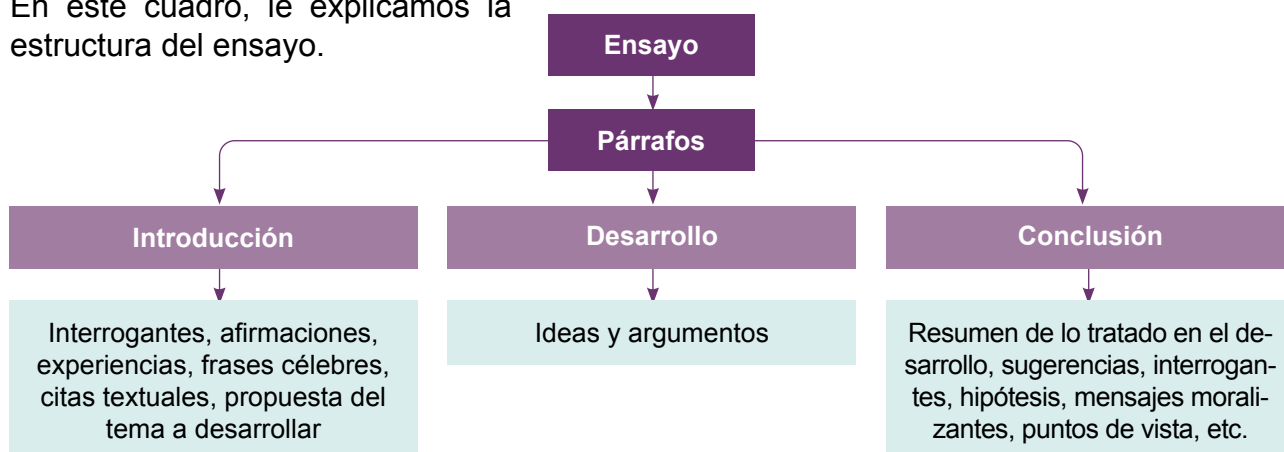 En este cuadro, le explicamos la
estructura del ensayo.
Ensayo
Párrafos
Introducción
Desarrollo
Conclusión
Interrogantes, afirmaciones,
experiencias, frases célebres,
citas textuales, propuesta del
tema a desarrollar
Ideas y argumentos
Resumen de lo tratado en el de-
sarrollo, sugerencias, interrogan-
tes, hipótesis, mensajes morali-
zantes, puntos de vista, etc.